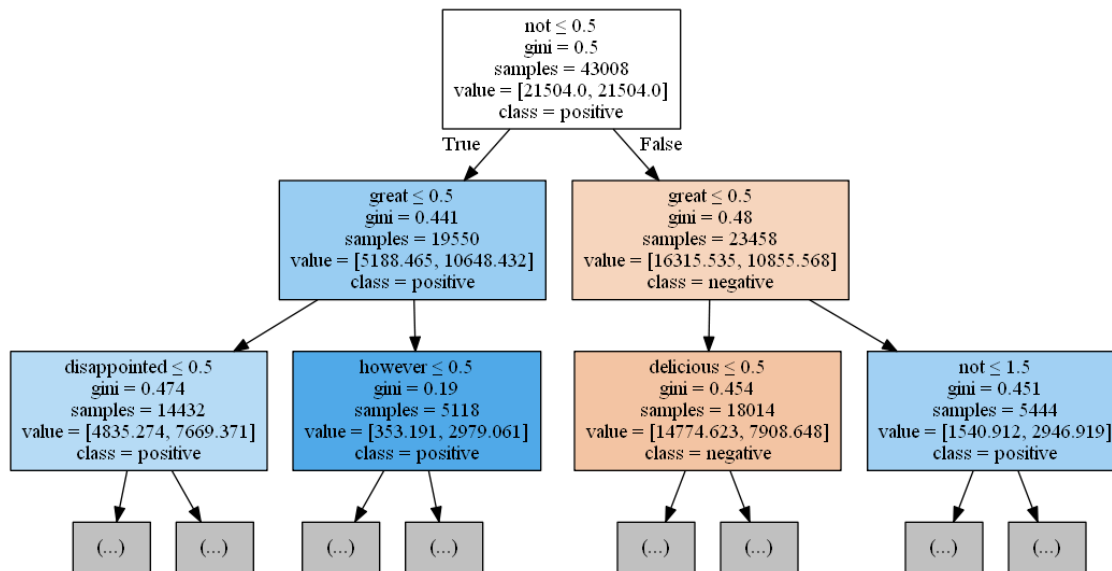 not ≤ 0.5
gini = 0.5
samples = 43008
value = [21504.0, 21504.0]
class = positive
True
False
great ≤ 0.5
gini = 0.441
samples = 19550
value = [5188.465, 10648.432]
class = positive
great ≤ 0.5
gini = 0.48
samples = 23458
value = [16315.535, 10855.568]
class = negative
disappointed ≤ 0.5
gini = 0.474
samples = 14432
value = [4835.274, 7669.371]
class = positive
however ≤ 0.5
gini = 0.19
samples = 5118
value = [353.191, 2979.061]
class = positive
delicious ≤ 0.5
gini = 0.454
samples = 18014
value = [14774.623, 7908.648]
class = negative
not ≤ 1.5
gini = 0.451
samples = 5444
value = [1540.912, 2946.919]
class = positive
(...)
(...)
(...)
(...)
(...)
(...)
(...)
(...)